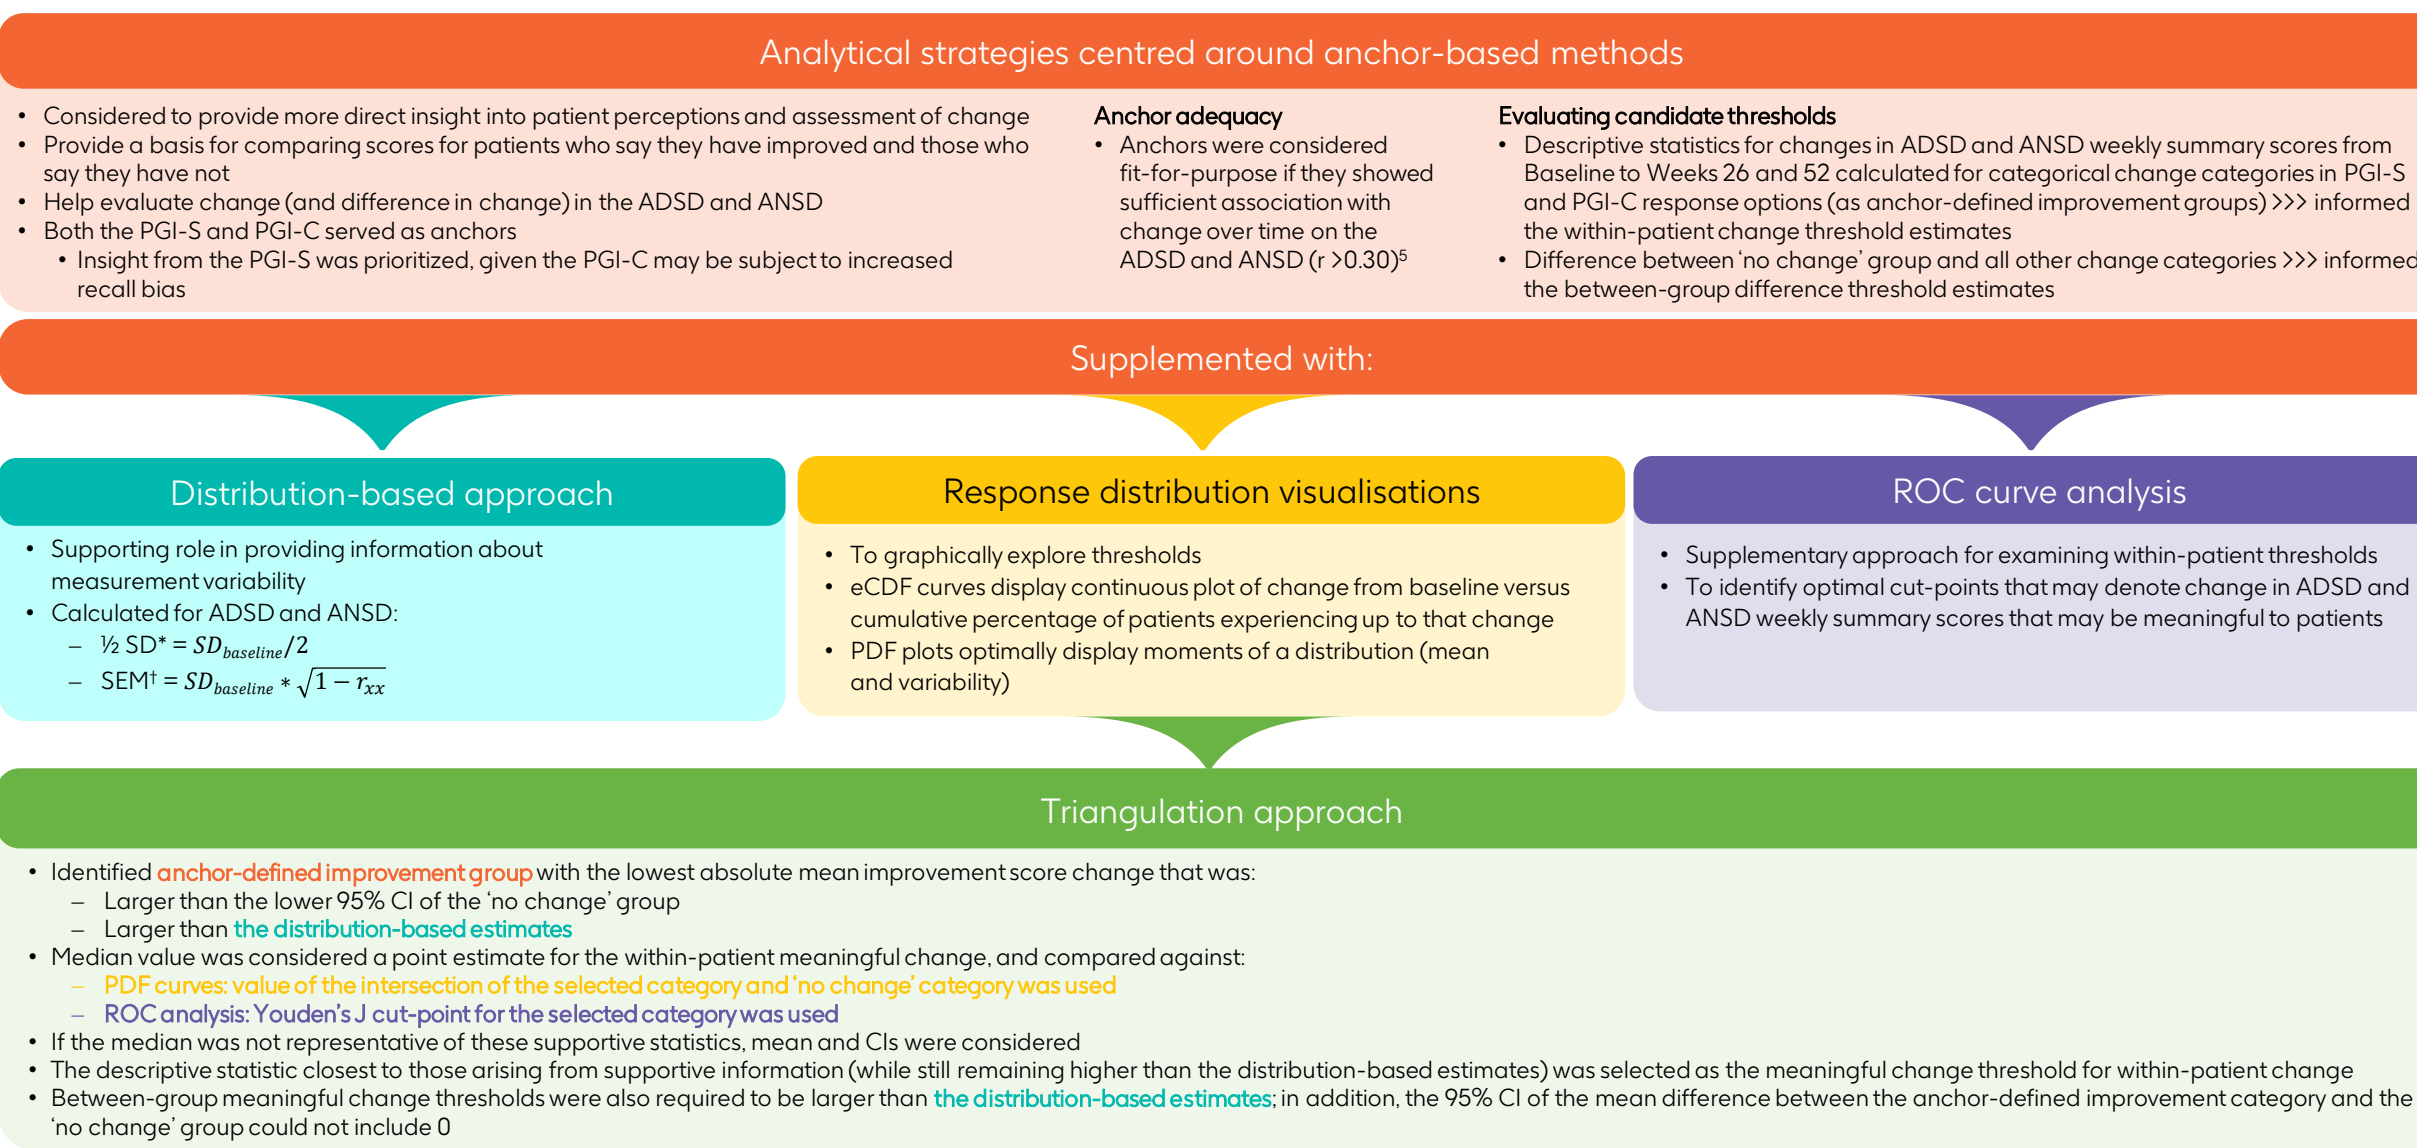 Analytical strategies centred around anchor-based methods
• Considered to provide more direct insight into patient perceptions and assessment of change
• Provide a basis for comparing scores for patients who say they have improved and those who
say they have not
• Help evaluate change (and difference in change) in the ADSD and ANSD
• Both the PGI-S and PGI-C served as anchors
• Insight from the PGI-S was prioritized, given the PGI-C may be subject to increased
recall bias
Anchor adequacy
• Anchors were considered
fit-for-purpose if they showed
sufficient association with
change over time on the
ADSD and ANSD (r >0.30)⁵
Evaluating candidate thresholds
• Descriptive statistics for changes in ADSD and ANSD weekly summary scores from
Baseline to Weeks 26 and 52 calculated for categorical change categories in PGI-S
and PGI-C response options (as anchor-defined improvement groups) >>> informed
the within-patient change threshold estimates
• Difference between ‘no change’ group and all other change categories >>> informed
the between-group difference threshold estimates
Supplemented with:
Distribution-based approach
• Supporting role in providing information about
measurement variability
• Calculated for ADSD and ANSD:
– ½ SD* = SD_baseline/2
– SEM† = SD_baseline * √1 − r_xx
Response distribution visualisations
• To graphically explore thresholds
• eCDF curves display continuous plot of change from baseline versus
cumulative percentage of patients experiencing up to that change
• PDF plots optimally display moments of a distribution (mean
and variability)
ROC curve analysis
• Supplementary approach for examining within-patient thresholds
• To identify optimal cut-points that may denote change in ADSD and
ANSD weekly summary scores that may be meaningful to patients
Triangulation approach
• Identified anchor-defined improvement group with the lowest absolute mean improvement score change that was:
– Larger than the lower 95% CI of the ‘no change’ group
– Larger than the distribution-based estimates
• Median value was considered a point estimate for the within-patient meaningful change, and compared against:
– PDF curves: value of the intersection of the selected category and ‘no change’ category was used
– ROC analysis: Youden’s J cut-point for the selected category was used
• If the median was not representative of these supportive statistics, mean and CIs were considered
• The descriptive statistic closest to those arising from supportive information (while still remaining higher than the distribution-based estimates) was selected as the meaningful change threshold for within-patient change
• Between-group meaningful change thresholds were also required to be larger than the distribution-based estimates; in addition, the 95% CI of the mean difference between the anchor-defined improvement category and the
‘no change’ group could not include 0